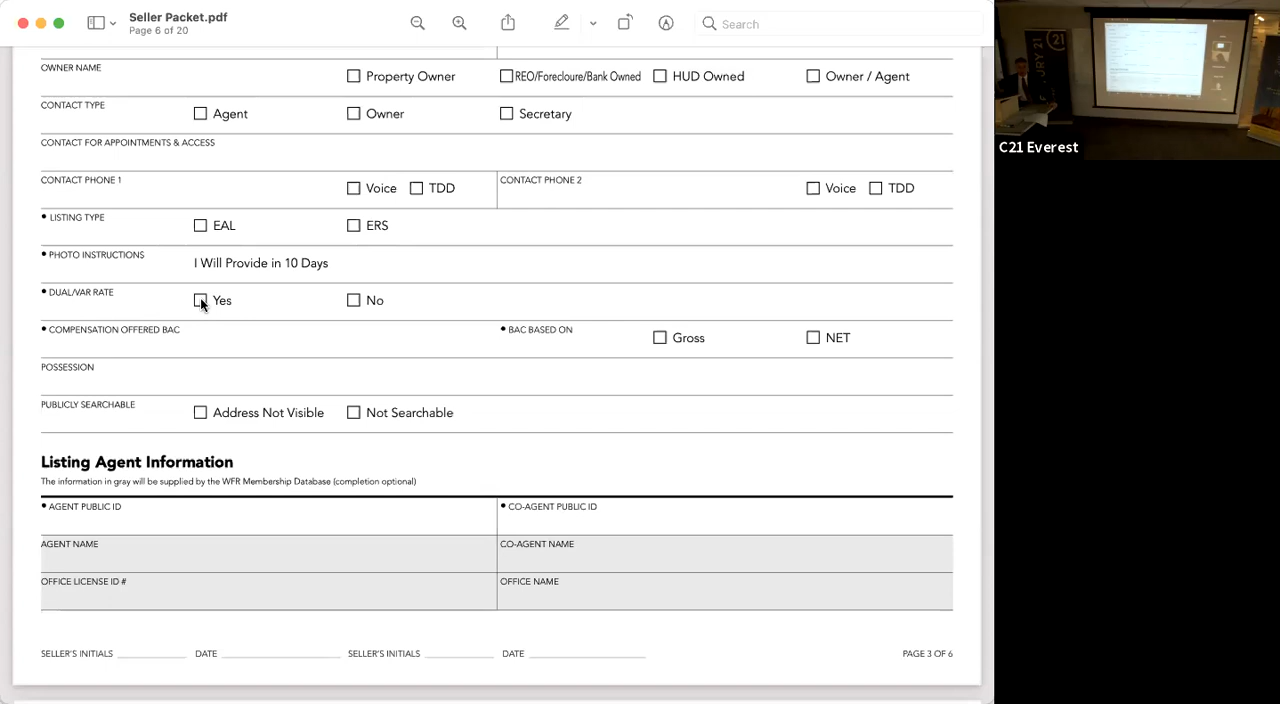 Seller Packet.pdf
Page 6 of 20
Search
OWNER NAME
Property Owner
REO/Foreclosed/Bank Owned
HUD Owned
Owner / Agent
CONTACT TYPE
Agent
Owner
Secretary
CONTACT FOR APPOINTMENTS & ACCESS
CONTACT PHONE 1
Voice
TDD
CONTACT PHONE 2
Voice
TDD
• LISTING TYPE
EAL
ERS
• PHOTO INSTRUCTIONS
I Will Provide in 10 Days
• DUAL/VAR RATE
Yes
No
• COMPENSATION OFFERED BAC
• BAC BASED ON
Gross
NET
POSSESSION
PUBLICLY SEARCHABLE
Address Not Visible
Not Searchable
Listing Agent Information
The information in gray will be supplied by the WFR Membership Database (completion optional)
• AGENT PUBLIC ID
• CO-AGENT PUBLIC ID
AGENT NAME
CO-AGENT NAME
OFFICE LICENSE ID #
OFFICE NAME
SELLER'S INITIALS
DATE
SELLER'S INITIALS
DATE
PAGE 3 OF 6
C21 Everest